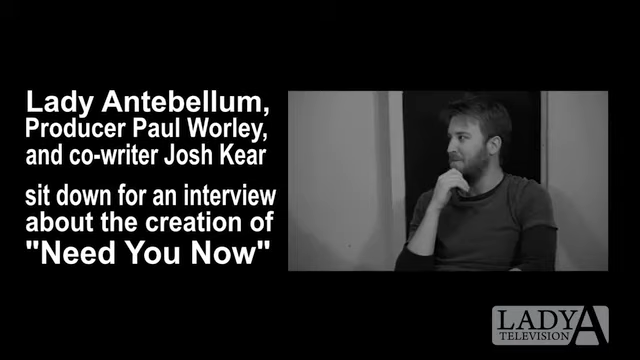 Lady Antebellum,
Producer Paul Worley,
and co-writer Josh Kear
sit down for an interview
about the creation of
"Need You Now"
LADY A
TELEVISION